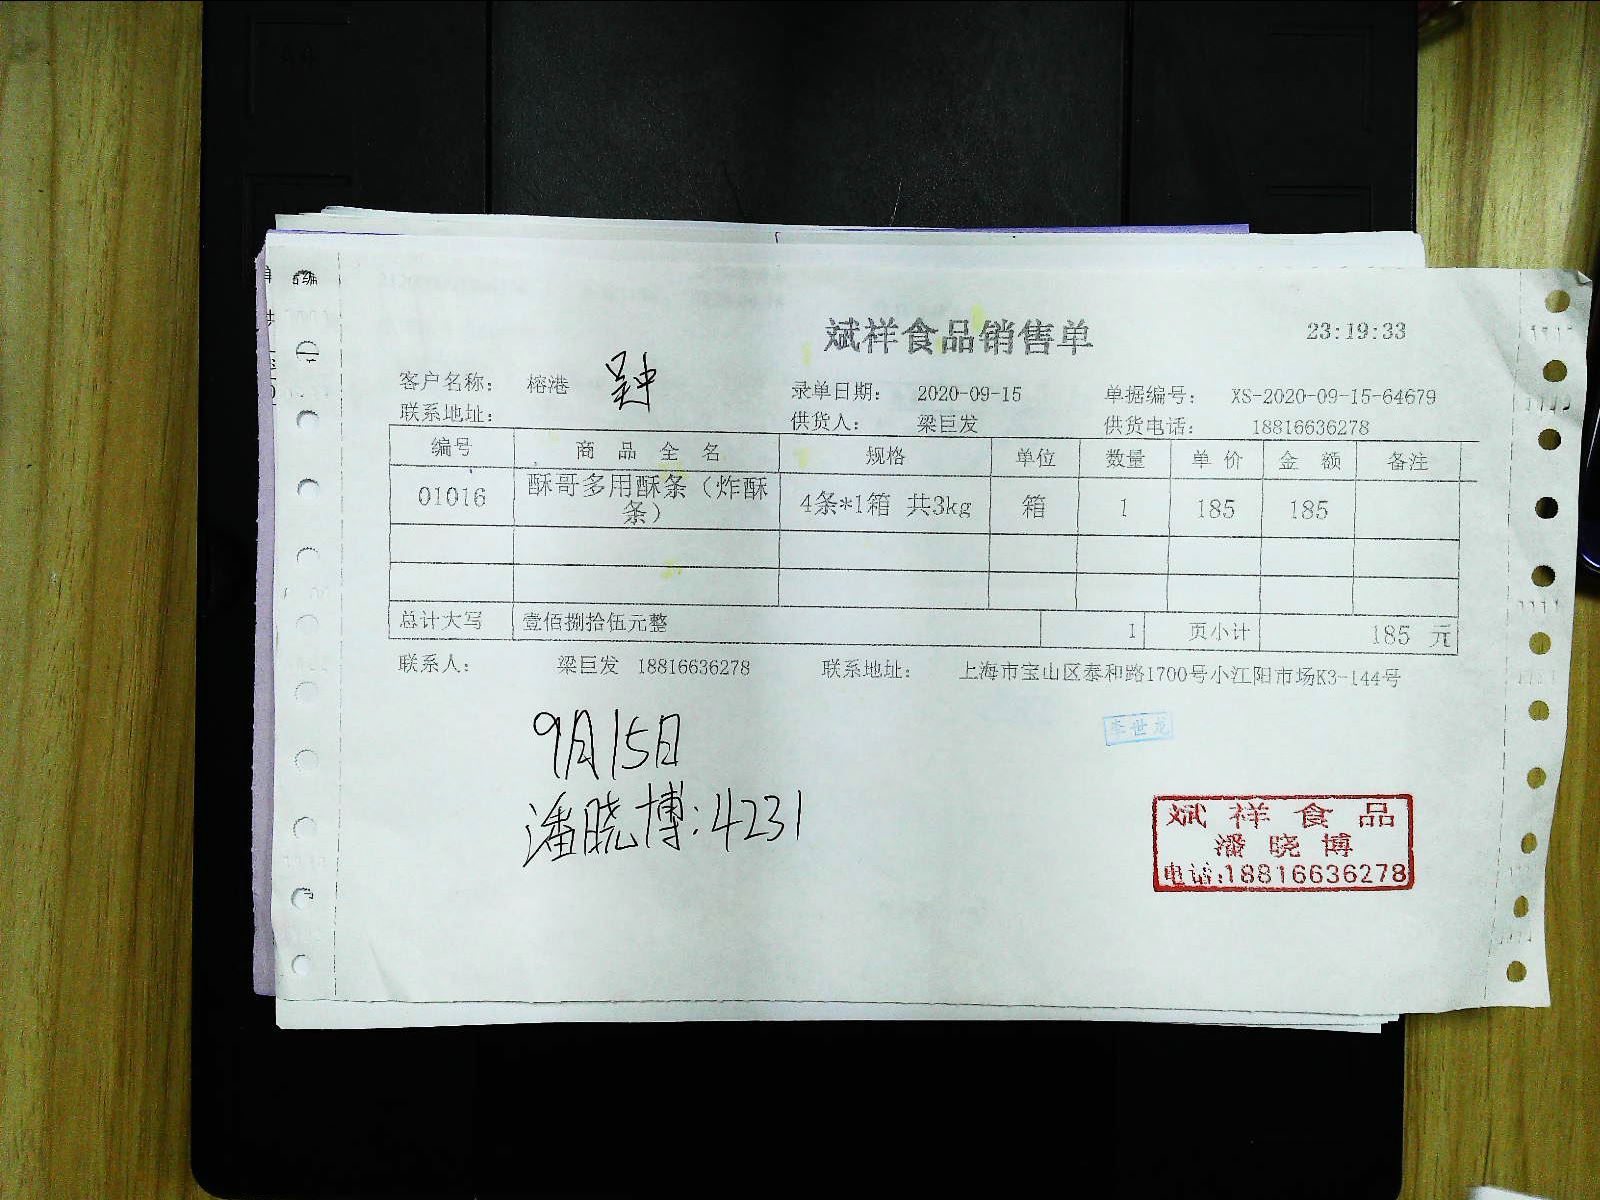 斌祥食品销售单 23:19:33
客户名称： 榕港 吴中 录单日期： 2020-09-15 单据编号： XS-2020-09-15-64679
联系地址： 供货人： 梁巨发 供货电话： 18816636278
编号 商品全名 规格 单位 数量 单价 金额 备注
01016 酥哥多用酥条（炸酥条） 4条*1箱 共3kg 箱 1 185 185
总计大写 壹佰捌拾伍元整 1 页小计 185 元
联系人： 梁巨发 18816636278 联系地址： 上海市宝山区泰和路1700号小江阳市场K3-144号
李世龙
9月15日
潘晓博:4231
斌祥食品
潘晓博
电话:18816636278